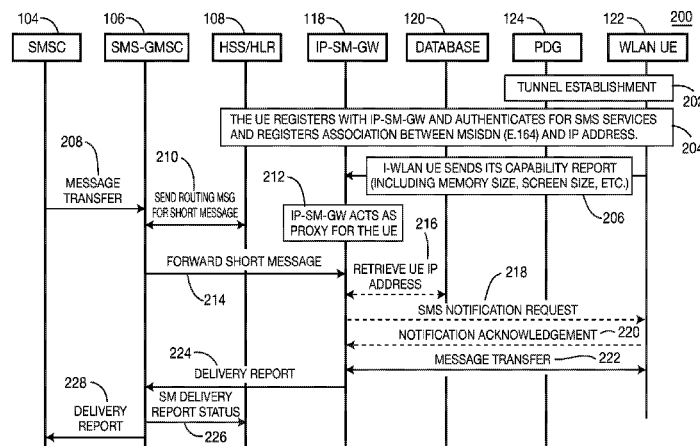 200
104
106
108
118
120
124
122
SMSC
SMS-GMSC
HSS/HLR
IP-SM-GW
DATABASE
PDG
WLAN UE
TUNNEL ESTABLISHMENT
202
THE UE REGISTERS WITH IP-SM-GW AND AUTHENTICATES FOR SMS SERVICES
AND REGISTERS ASSOCIATION BETWEEN MSISDN (E.164) AND IP ADDRESS.
204
208
210
MESSAGE
TRANSFER
SEND ROUTING MSG
FOR SHORT MESSAGE
I-WLAN UE SENDS ITS CAPABILITY REPORT
(INCLUDING MEMORY SIZE, SCREEN SIZE, ETC.)
206
212
IP-SM-GW ACTS AS
PROXY FOR THE UE
216
FORWARD SHORT MESSAGE
214
RETRIEVE UE IP
ADDRESS
218
SMS NOTIFICATION REQUEST
NOTIFICATION ACKNOWLEDGEMENT
220
MESSAGE TRANSFER
222
224
DELIVERY REPORT
228
SM DELIVERY
REPORT STATUS
226
DELIVERY
REPORT